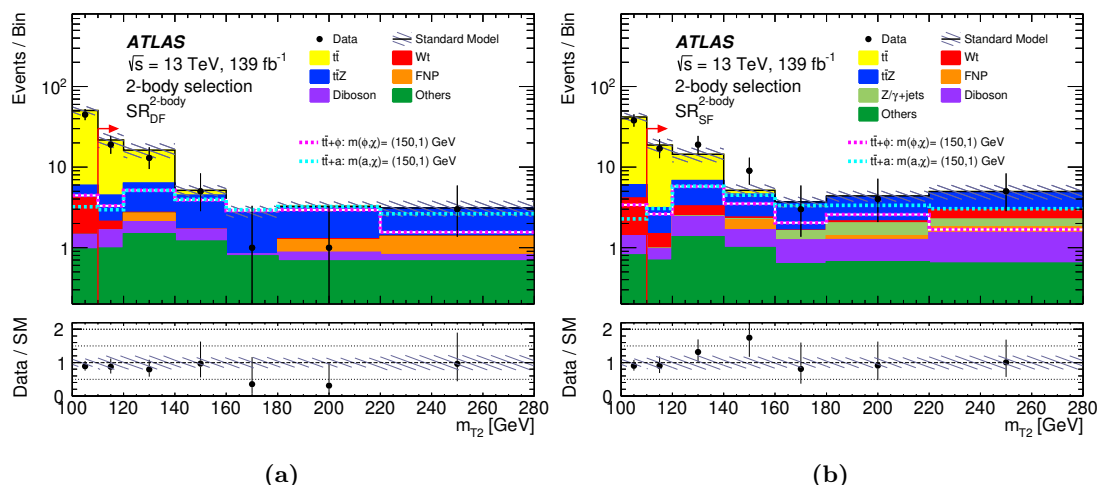 Events / Bin
10²
10
1
ATLAS
√s = 13 TeV, 139 fb⁻¹
2-body selection
SR 2-body DF
Data
Standard Model
tt̄
Wt
tt̄Z
FNP
Diboson
Others
tt̄+ϕ: m(ϕ,χ)= (150,1) GeV
tt̄+a: m(a,χ)= (150,1) GeV
Data / SM
2
1
0
100 120 140 160 180 200 220 240 260 280
m_T2 [GeV]
(a)
Events / Bin
10²
10
1
ATLAS
√s = 13 TeV, 139 fb⁻¹
2-body selection
SR 2-body SF
Data
Standard Model
tt̄
Wt
tt̄Z
FNP
Z/γ+jets
Diboson
Others
tt̄+ϕ: m(ϕ,χ)= (150,1) GeV
tt̄+a: m(a,χ)= (150,1) GeV
Data / SM
2
1
0
100 120 140 160 180 200 220 240 260 280
m_T2 [GeV]
(b)